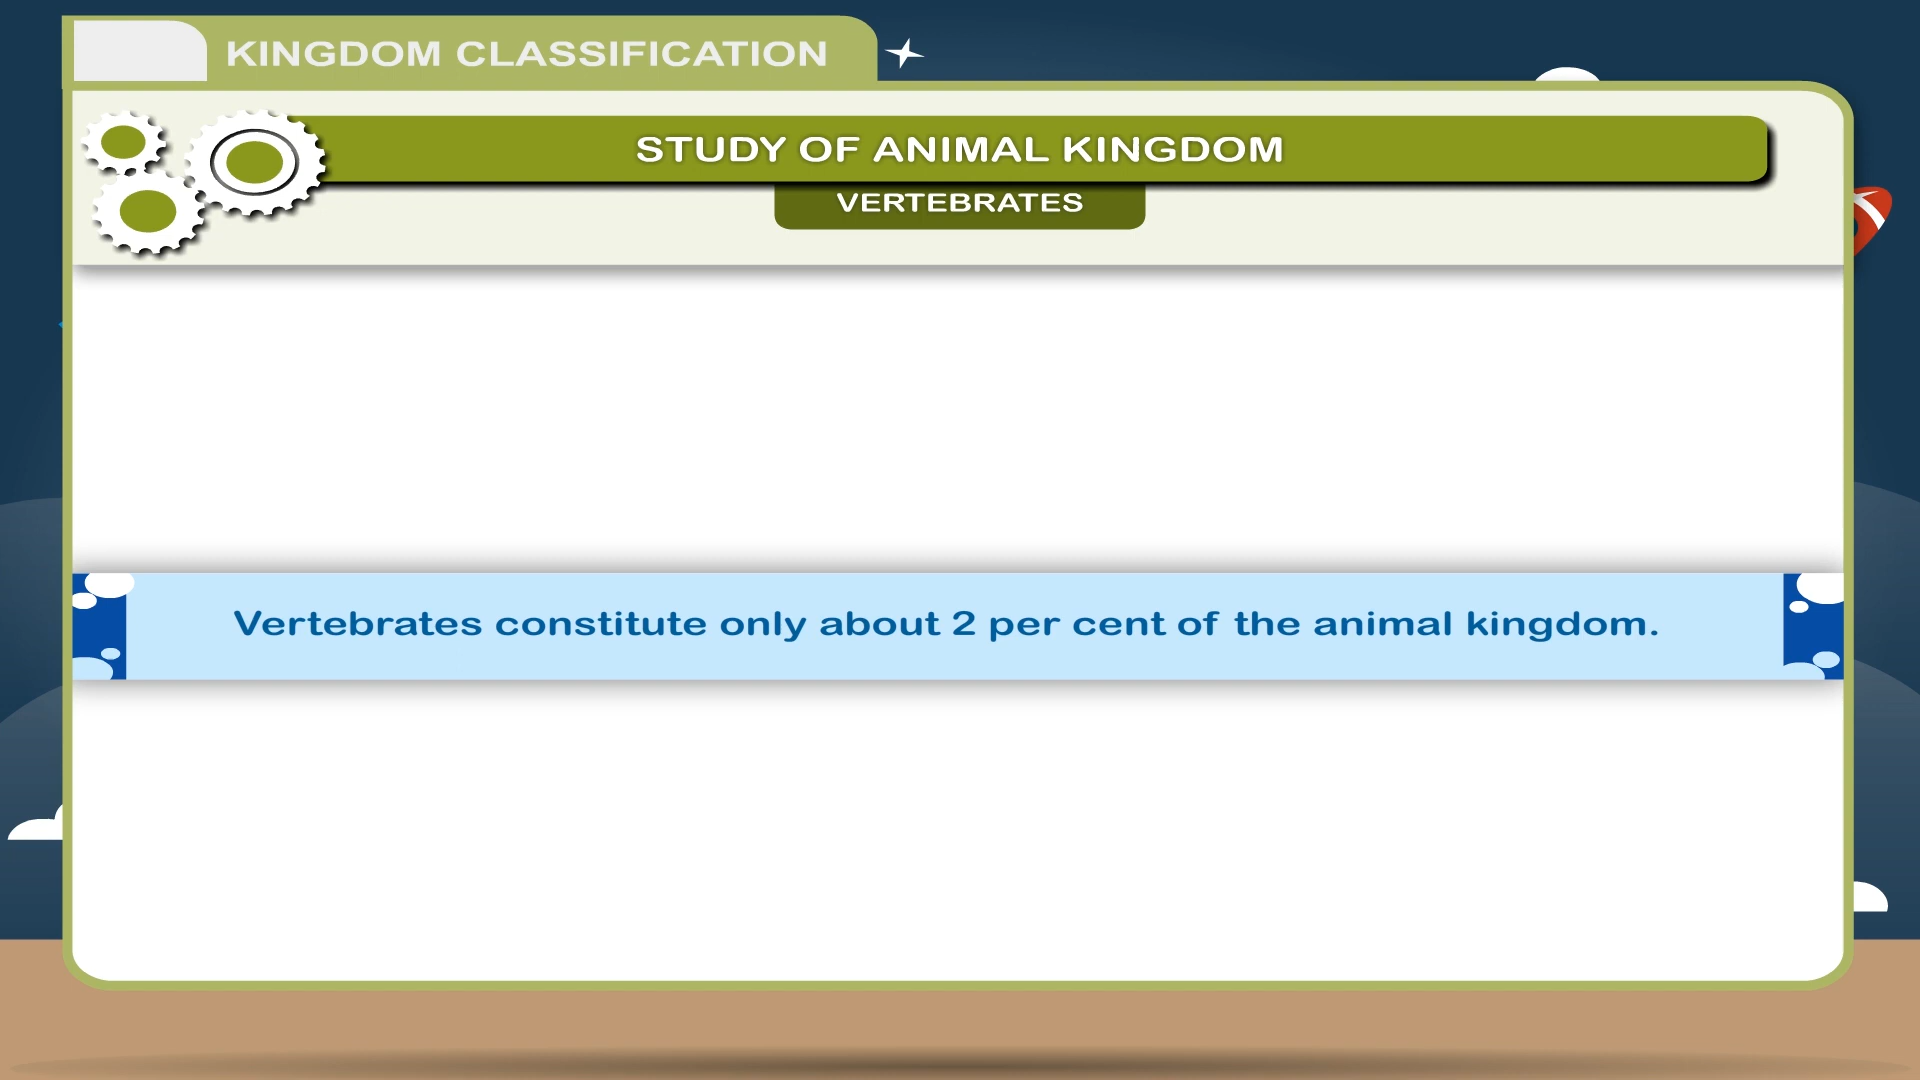 KINGDOM CLASSIFICATION
STUDY OF ANIMAL KINGDOM
VERTEBRATES
Vertebrates constitute only about 2 per cent of the animal kingdom.